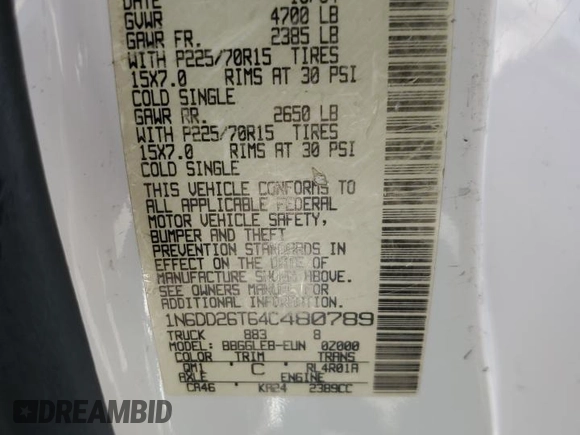 DATE
GVWR 4700 LB
GAWR FR. 2385 LB
WITH P225/70R15 TIRES
15X7.0 RIMS AT 30 PSI
COLD SINGLE
GAWR RR. 2650 LB
WITH P225/70R15 TIRES
15X7.0 RIMS AT 30 PSI
COLD SINGLE
THIS VEHICLE CONFORMS TO
ALL APPLICABLE FEDERAL
MOTOR VEHICLE SAFETY,
BUMPER AND THEFT
PREVENTION STANDARDS IN
EFFECT ON THE DATE OF
MANUFACTURE SHOWN ABOVE.
SEE OWNERS MANUAL FOR
ADDITIONAL INFORMATION
1N6DD26T64C480789
TRUCK 883 8
MODEL: BBGGLEB-EUN 0Z000
COLOR TRIM TRANS
QM1 C RL4R01A
AXLE ENGINE
CA46 KA24 2389CC
DREAMBID